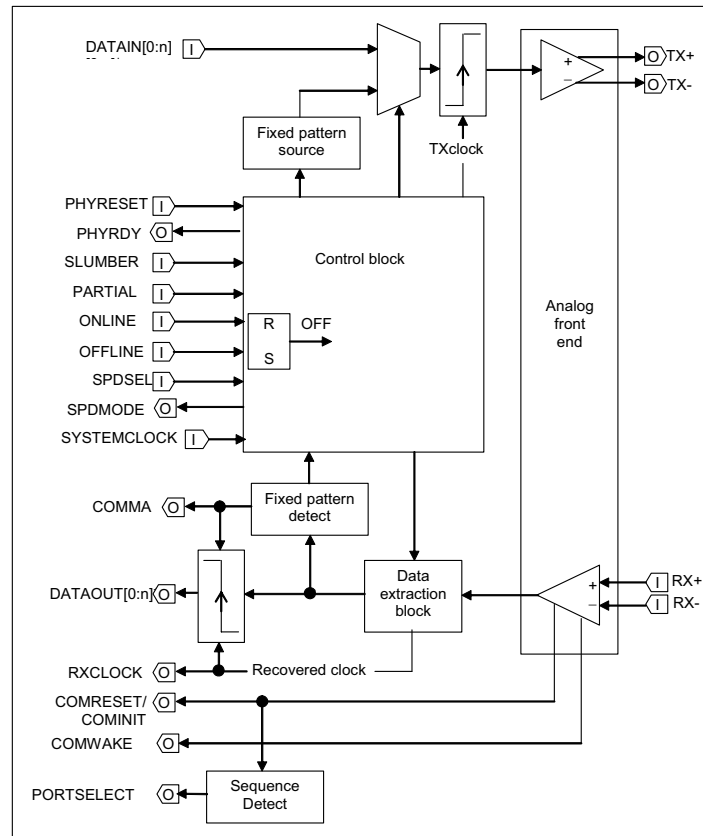 DATAIN[0:n] I
O TX+
O TX-
+
−
Fixed pattern
source
TXclock
PHYRESET I
PHYRDY O
SLUMBER I
PARTIAL I
ONLINE I
OFFLINE I
SPDSEL I
SPDMODE O
SYSTEMCLOCK I
Control block
R
S
OFF
Analog
front
end
COMMA O
Fixed pattern
detect
DATAOUT[0:n] O
Data
extraction
block
+
−
I RX+
I RX-
RXCLOCK O
Recovered clock
COMRESET/ O
COMINIT
COMWAKE O
PORTSELECT O
Sequence
Detect